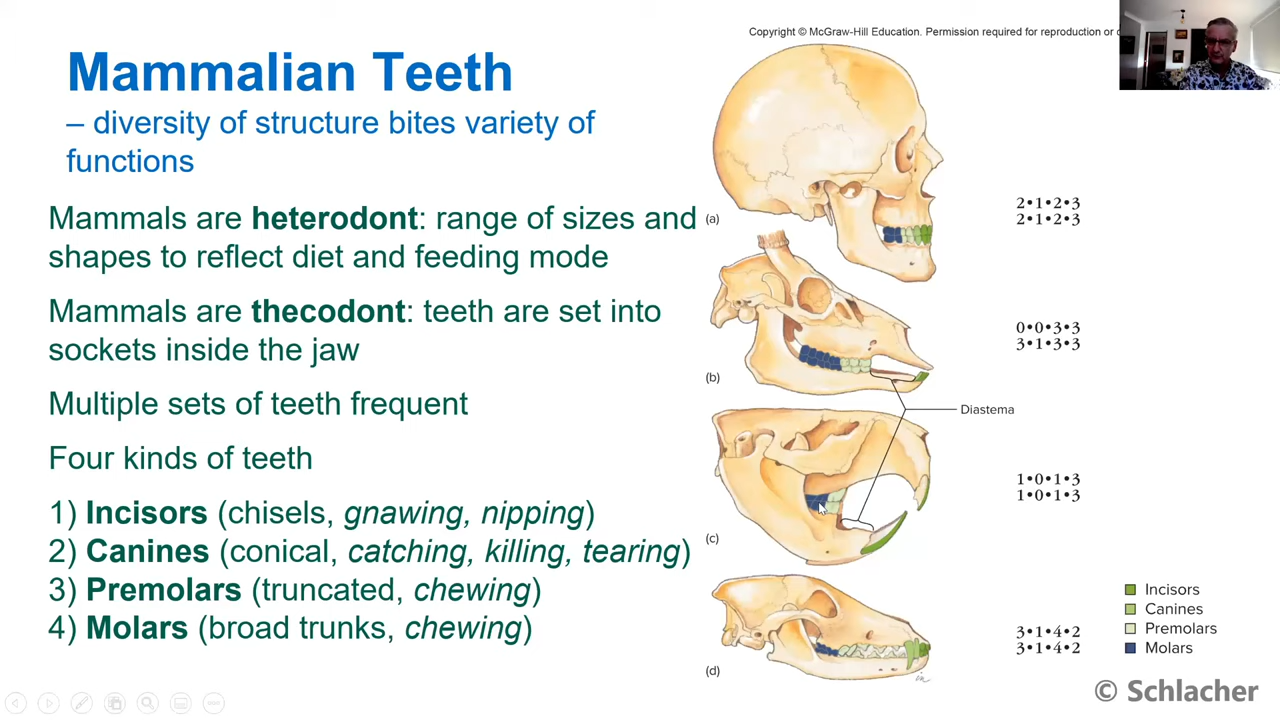 Copyright © McGraw-Hill Education. Permission required for reproduction or
Mammalian Teeth
– diversity of structure bites variety of
functions
Mammals are heterodont: range of sizes and
shapes to reflect diet and feeding mode
Mammals are thecodont: teeth are set into
sockets inside the jaw
Multiple sets of teeth frequent
Four kinds of teeth
1) Incisors (chisels, gnawing, nipping)
2) Canines (conical, catching, killing, tearing)
3) Premolars (truncated, chewing)
4) Molars (broad trunks, chewing)
(a)
2•1•2•3
2•1•2•3
(b)
0•0•3•3
3•1•3•3
Diastema
(c)
1•0•1•3
1•0•1•3
(d)
3•1•4•2
3•1•4•2
Incisors
Canines
Premolars
Molars
© Schlacher